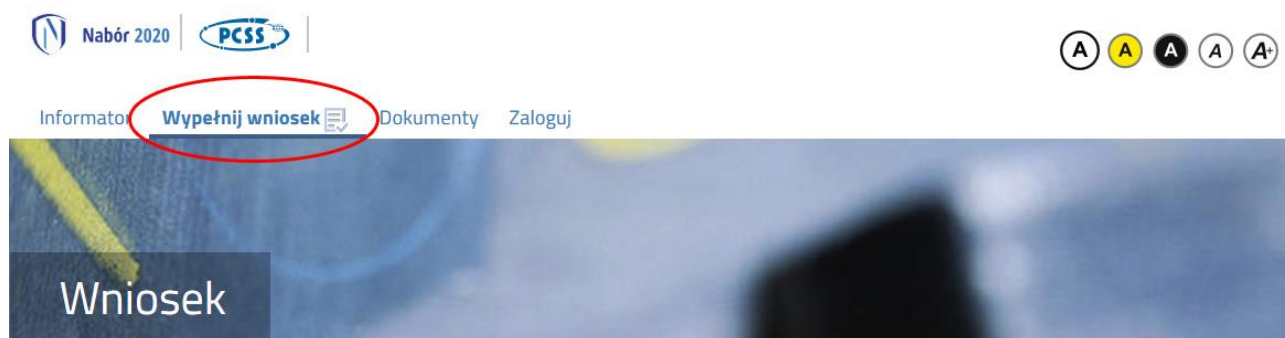 Nabór 2020 PCSS A A A A A+
Informator Wypełnij wniosek Dokumenty Zaloguj
Wniosek